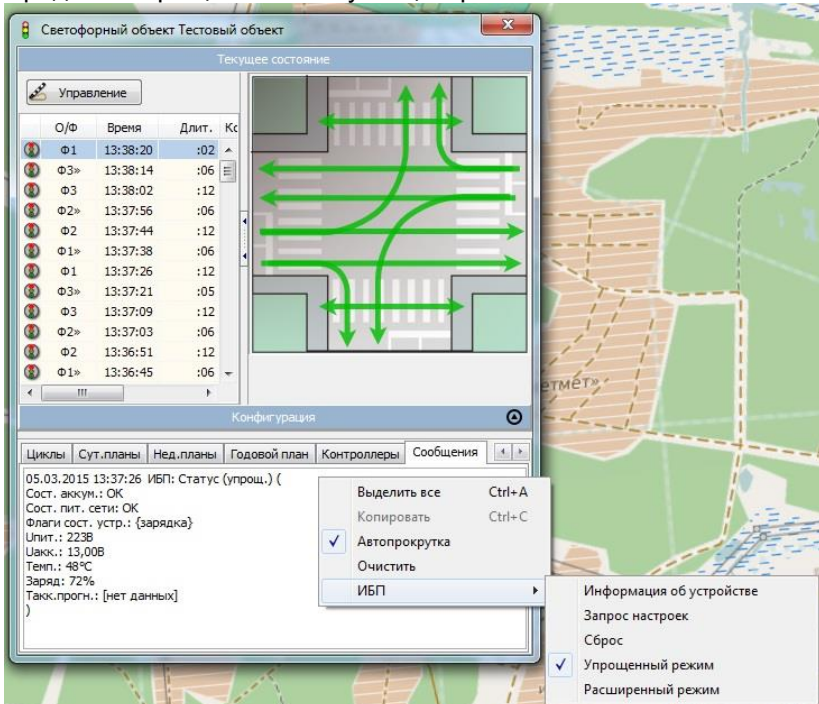 Светофорный объект Тестовый объект
Текущее состояние
Управление
О/Ф Время Длит. Кс
Ф1 13:38:20 :02
Ф3» 13:38:14 :06
Ф3 13:38:02 :12
Ф2» 13:37:56 :06
Ф2 13:37:44 :12
Ф1» 13:37:38 :06
Ф1 13:37:26 :12
Ф3» 13:37:21 :05
Ф3 13:37:09 :12
Ф2» 13:37:03 :06
Ф2 13:36:51 :12
Ф1» 13:36:45 :06
Конфигурация
Циклы Сут.планы Нед.планы Годовой план Контроллеры Сообщения
05.03.2015 13:37:26 ИБП: Статус (упрощ.) (
Сост. аккум.: OK
Сост. пит. сети: OK
Флаги сост. устр.: {зарядка}
Uпит.: 223В
Uакк.: 13,00В
Темп.: 48°C
Заряд: 72%
Tакк.прогн.: [нет данных]
)
Выделить все Ctrl+A
Копировать Ctrl+C
Автопрокрутка
Очистить
ИБП
Информация об устройстве
Запрос настроек
Сброс
Упрощенный режим
Расширенный режим